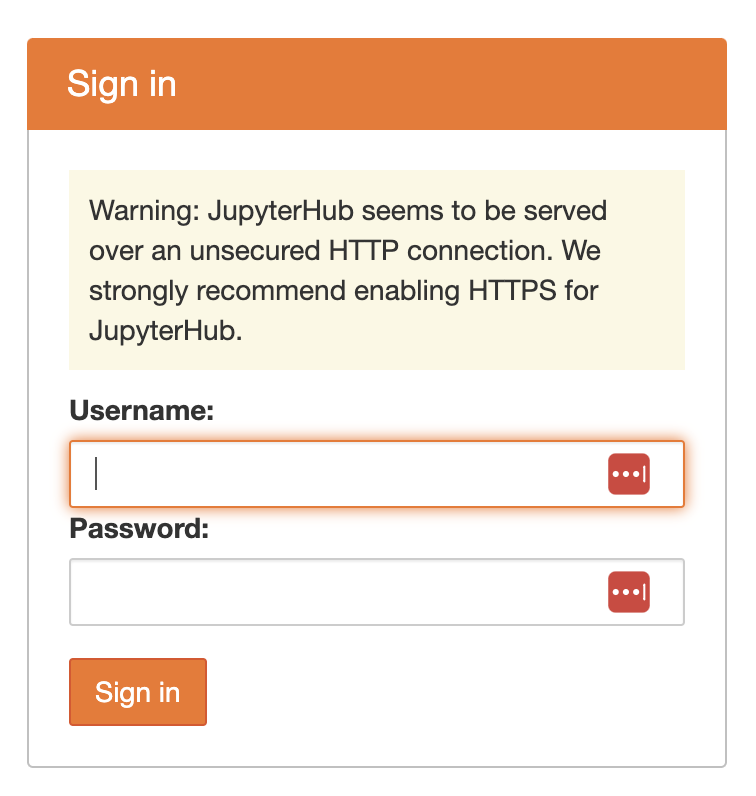 Sign in
Warning: JupyterHub seems to be served
over an unsecured HTTP connection. We
strongly recommend enabling HTTPS for
JupyterHub.
Username:
Password:
Sign in